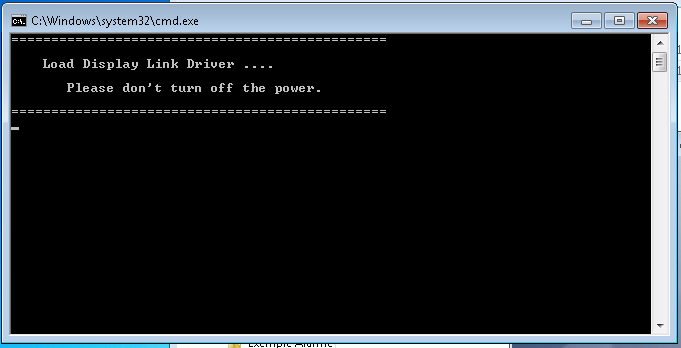 C:\Windows\system32\cmd.exe
===============================================
Load Display Link Driver ....
Please don't turn off the power.
===============================================
Exemple Alarme